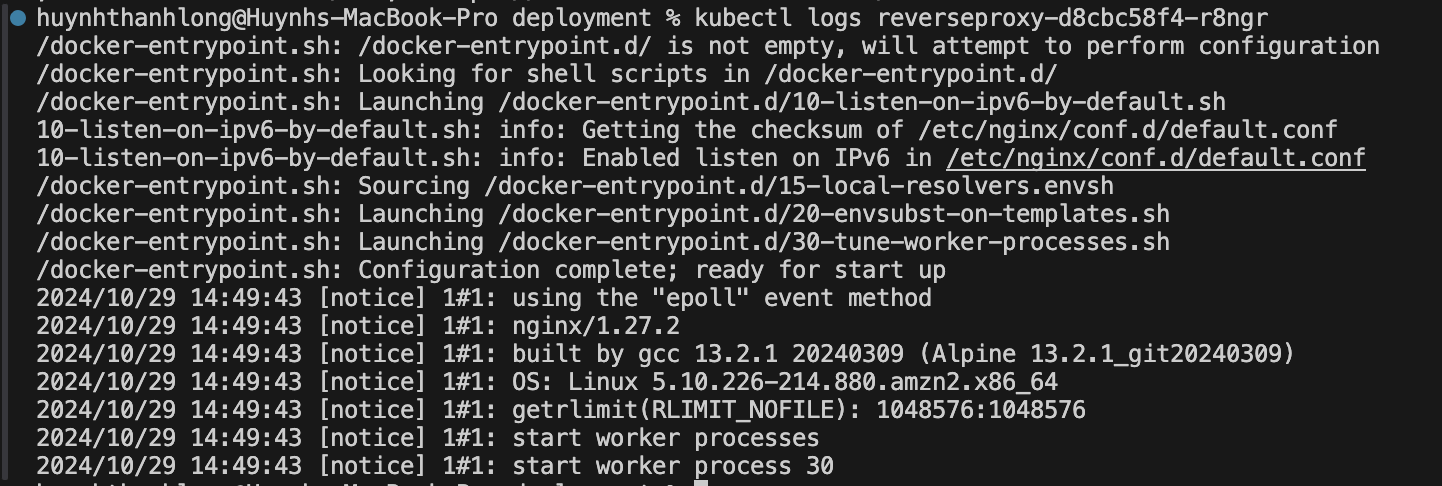 huynhthanhlong@Huynhs-MacBook-Pro deployment % kubectl logs reverseproxy-d8cbc58f4-r8ngr
/docker-entrypoint.sh: /docker-entrypoint.d/ is not empty, will attempt to perform configuration
/docker-entrypoint.sh: Looking for shell scripts in /docker-entrypoint.d/
/docker-entrypoint.sh: Launching /docker-entrypoint.d/10-listen-on-ipv6-by-default.sh
10-listen-on-ipv6-by-default.sh: info: Getting the checksum of /etc/nginx/conf.d/default.conf
10-listen-on-ipv6-by-default.sh: info: Enabled listen on IPv6 in /etc/nginx/conf.d/default.conf
/docker-entrypoint.sh: Sourcing /docker-entrypoint.d/15-local-resolvers.envsh
/docker-entrypoint.sh: Launching /docker-entrypoint.d/20-envsubst-on-templates.sh
/docker-entrypoint.sh: Launching /docker-entrypoint.d/30-tune-worker-processes.sh
/docker-entrypoint.sh: Configuration complete; ready for start up
2024/10/29 14:49:43 [notice] 1#1: using the "epoll" event method
2024/10/29 14:49:43 [notice] 1#1: nginx/1.27.2
2024/10/29 14:49:43 [notice] 1#1: built by gcc 13.2.1 20240309 (Alpine 13.2.1_git20240309)
2024/10/29 14:49:43 [notice] 1#1: OS: Linux 5.10.226-214.880.amzn2.x86_64
2024/10/29 14:49:43 [notice] 1#1: getrlimit(RLIMIT_NOFILE): 1048576:1048576
2024/10/29 14:49:43 [notice] 1#1: start worker processes
2024/10/29 14:49:43 [notice] 1#1: start worker process 30